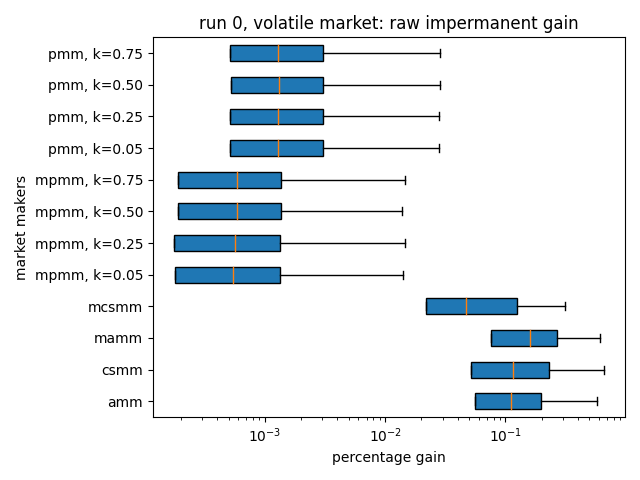 run 0, volatile market: raw impermanent gain
pmm, k=0.75
pmm, k=0.50
pmm, k=0.25
pmm, k=0.05
mpmm, k=0.75
mpmm, k=0.50
mpmm, k=0.25
mpmm, k=0.05
mcsmm
mamm
csmm
amm
market makers
10⁻³ 10⁻² 10⁻¹
percentage gain